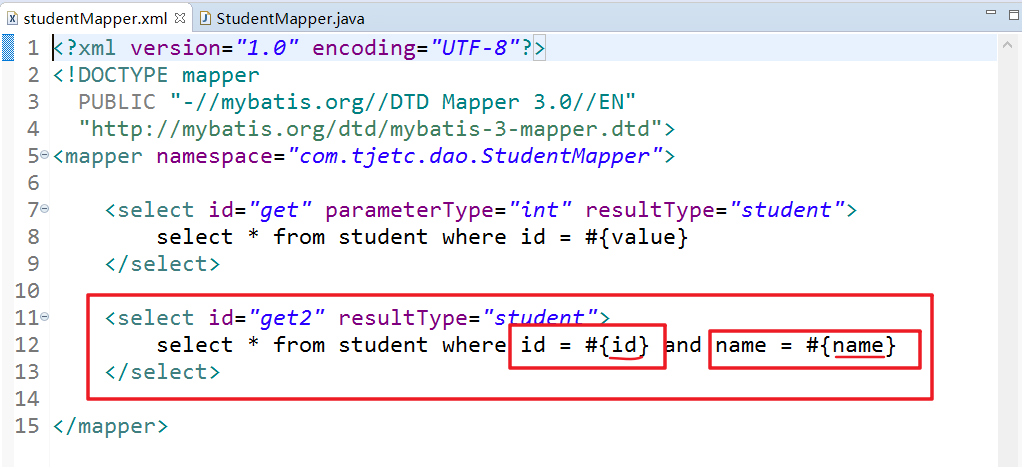 studentMapper.xml StudentMapper.java
1 <?xml version="1.0" encoding="UTF-8"?>
2 <!DOCTYPE mapper
3   PUBLIC "-//mybatis.org//DTD Mapper 3.0//EN"
4   "http://mybatis.org/dtd/mybatis-3-mapper.dtd">
5 <mapper namespace="com.tjetc.dao.StudentMapper">
6
7     <select id="get" parameterType="int" resultType="student">
8         select * from student where id = #{value}
9     </select>
10
11     <select id="get2" resultType="student">
12         select * from student where id = #{id} and name = #{name}
13     </select>
14
15 </mapper>